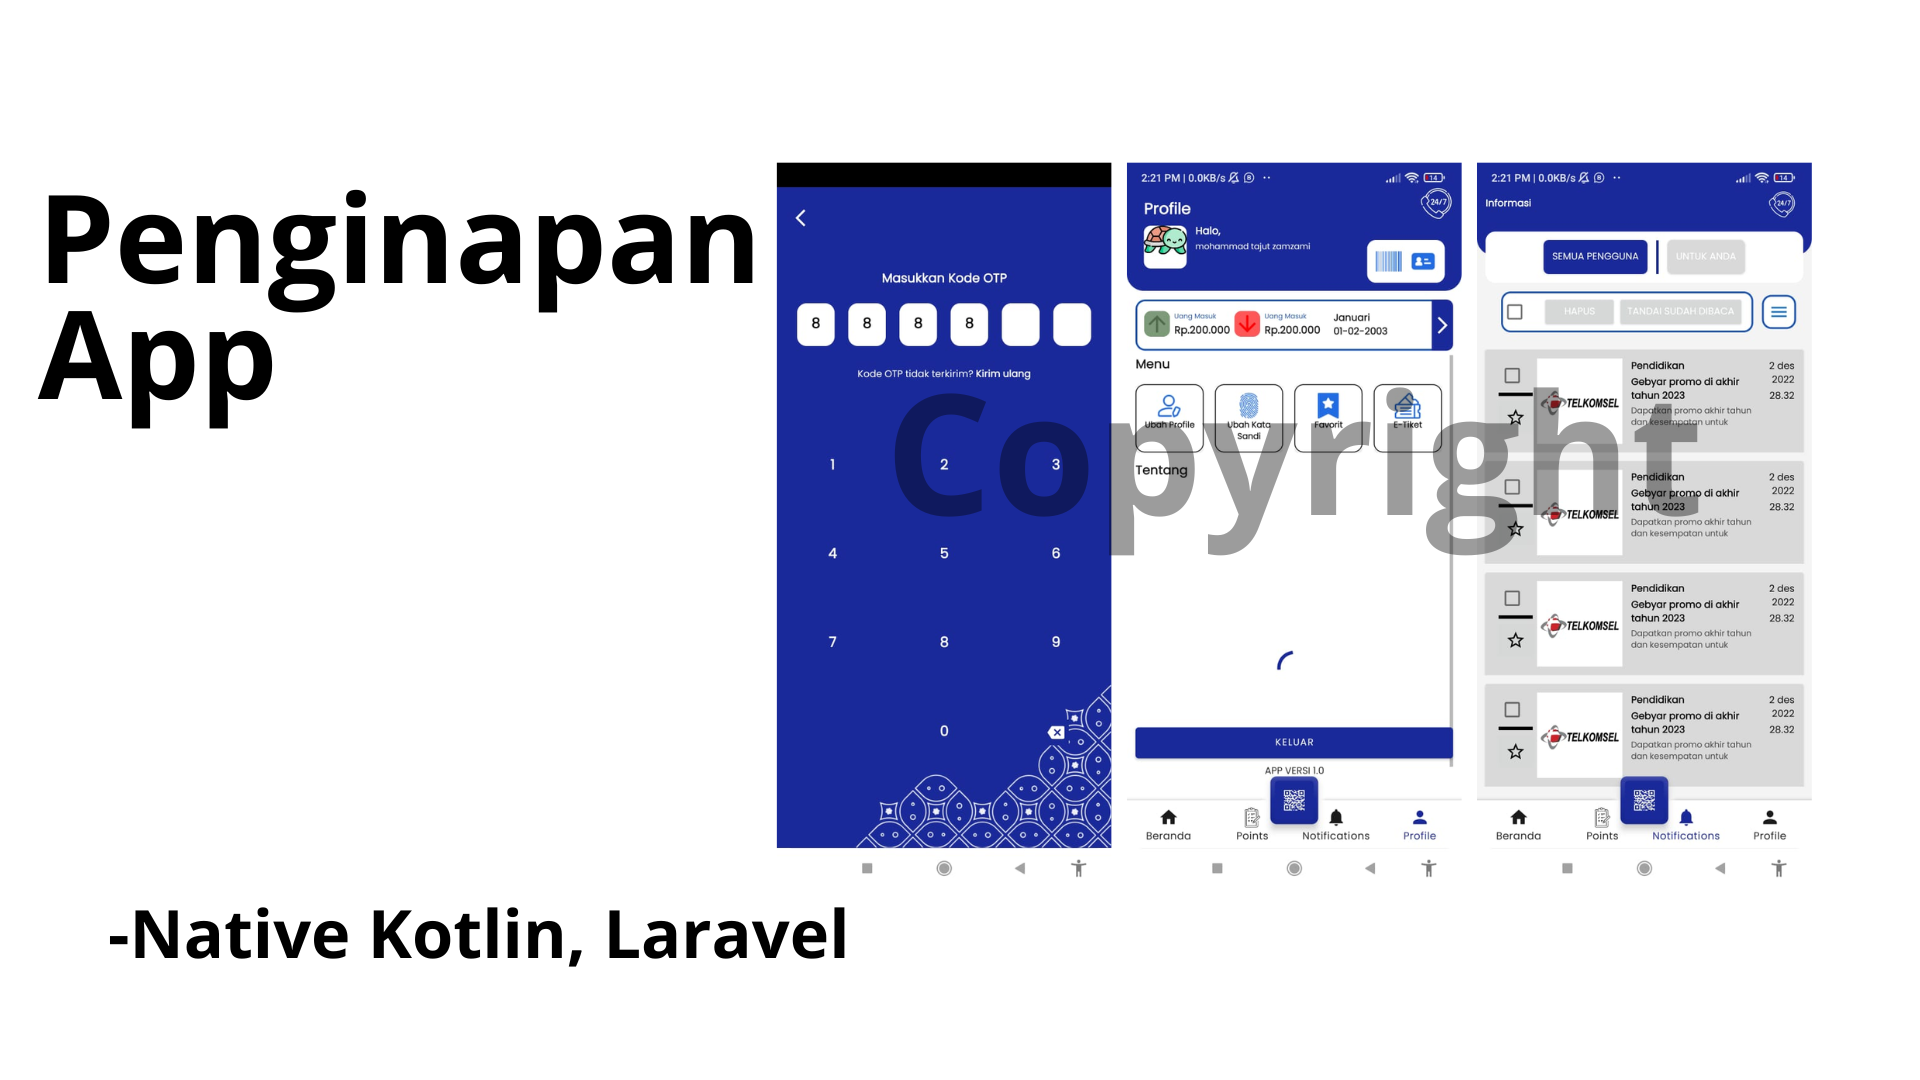 Penginapan
App
Masukkan Kode OTP
8 8 8 8
Kode OTP tidak terkirim? Kirim ulang
1 2 3
4 5 6
7 8 9
0
2:21 PM | 0.0KB/s
14
Profile
24/7
Halo,
mohammad tajut zamzami
Uang Masuk
Rp.200.000
Uang Masuk
Rp.200.000
Januari
01-02-2003
Menu
Ubah Profile
Ubah Kata
Sandi
Favorit
E-Tiket
Tentang
KELUAR
APP VERSI 1.0
Beranda
Points
Notifications
Profile
2:21 PM | 0.0KB/s
14
Informasi
24/7
SEMUA PENGGUNA
UNTUK ANDA
HAPUS
TANDAI SUDAH DIBACA
TELKOMSEL
Pendidikan
Gebyar promo di akhir
tahun 2023
Dapatkan promo akhir tahun
dan kesempatan untuk
2 des
2022
28.32
TELKOMSEL
Pendidikan
Gebyar promo di akhir
tahun 2023
Dapatkan promo akhir tahun
dan kesempatan untuk
2 des
2022
28.32
TELKOMSEL
Pendidikan
Gebyar promo di akhir
tahun 2023
Dapatkan promo akhir tahun
dan kesempatan untuk
2 des
2022
28.32
TELKOMSEL
Pendidikan
Gebyar promo di akhir
tahun 2023
Dapatkan promo akhir tahun
dan kesempatan untuk
2 des
2022
28.32
Beranda
Points
Notifications
Profile
Copyright
-Native Kotlin, Laravel